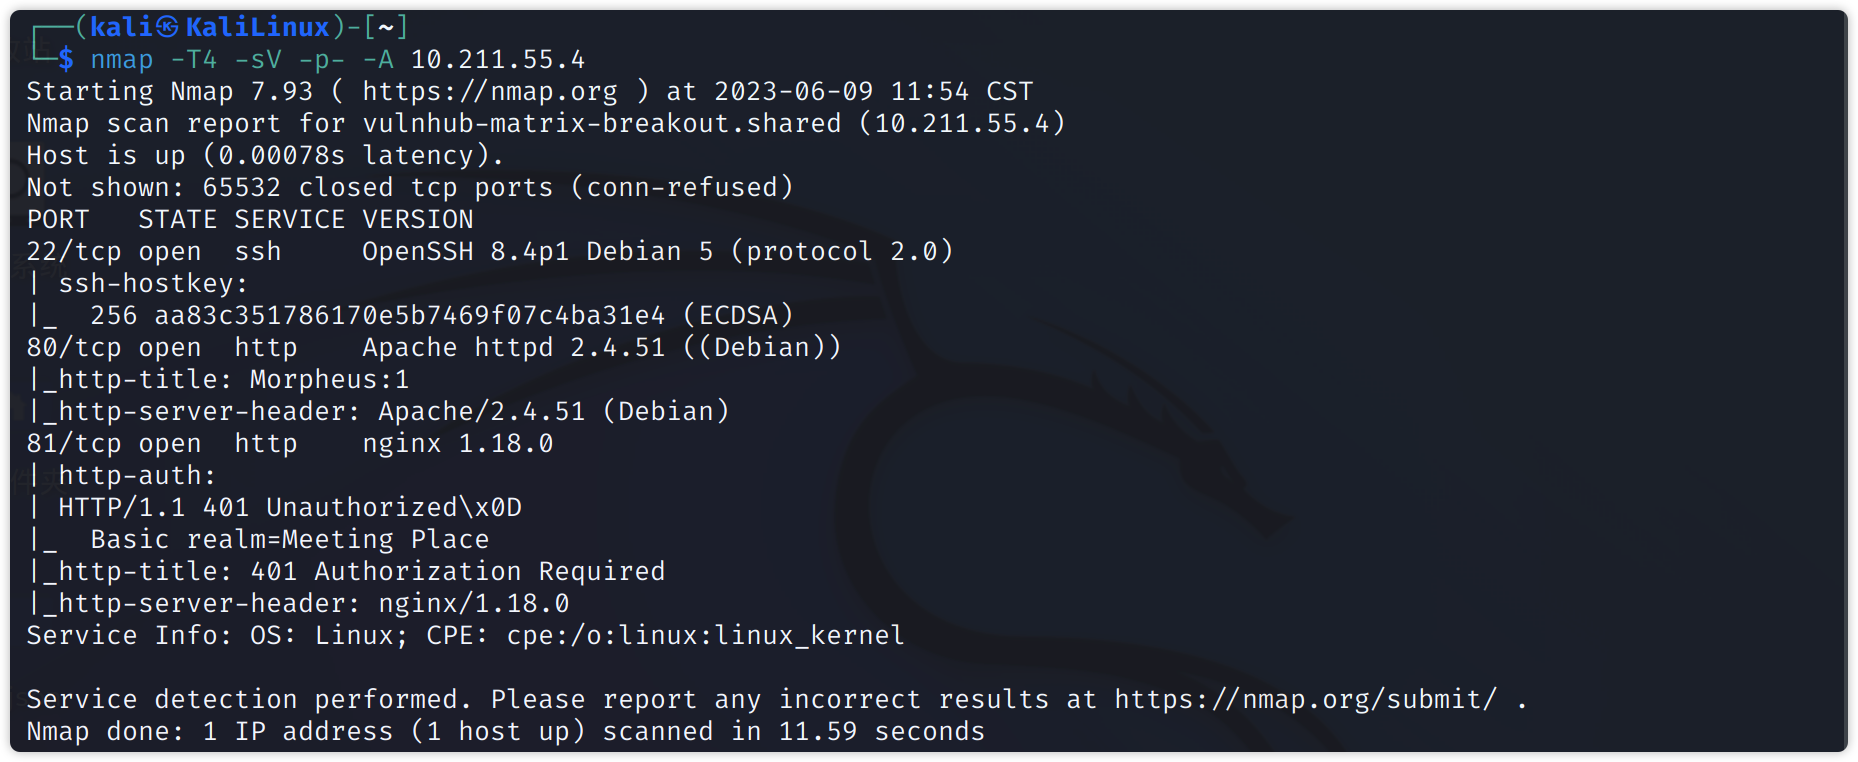 ┌──(kali㉿KaliLinux)-[~]
└─$ nmap -T4 -sV -p- -A 10.211.55.4
Starting Nmap 7.93 ( https://nmap.org ) at 2023-06-09 11:54 CST
Nmap scan report for vulnhub-matrix-breakout.shared (10.211.55.4)
Host is up (0.00078s latency).
Not shown: 65532 closed tcp ports (conn-refused)
PORT   STATE SERVICE VERSION
22/tcp open  ssh     OpenSSH 8.4p1 Debian 5 (protocol 2.0)
| ssh-hostkey:
|_  256 aa83c351786170e5b7469f07c4ba31e4 (ECDSA)
80/tcp open  http    Apache httpd 2.4.51 ((Debian))
|_http-title: Morpheus:1
|_http-server-header: Apache/2.4.51 (Debian)
81/tcp open  http    nginx 1.18.0
| http-auth:
| HTTP/1.1 401 Unauthorized\x0D
|_  Basic realm=Meeting Place
|_http-title: 401 Authorization Required
|_http-server-header: nginx/1.18.0
Service Info: OS: Linux; CPE: cpe:/o:linux:linux_kernel

Service detection performed. Please report any incorrect results at https://nmap.org/submit/ .
Nmap done: 1 IP address (1 host up) scanned in 11.59 seconds